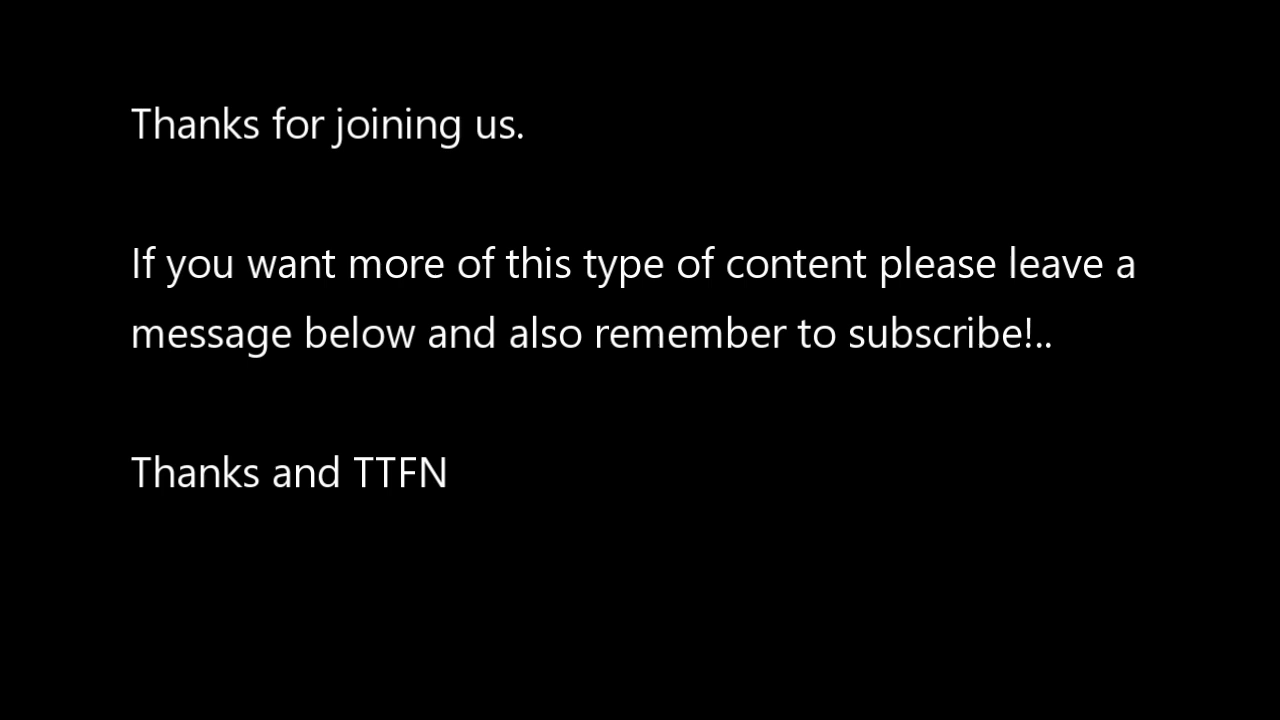 Thanks for joining us.
If you want more of this type of content please leave a
message below and also remember to subscribe!..
Thanks and TTFN